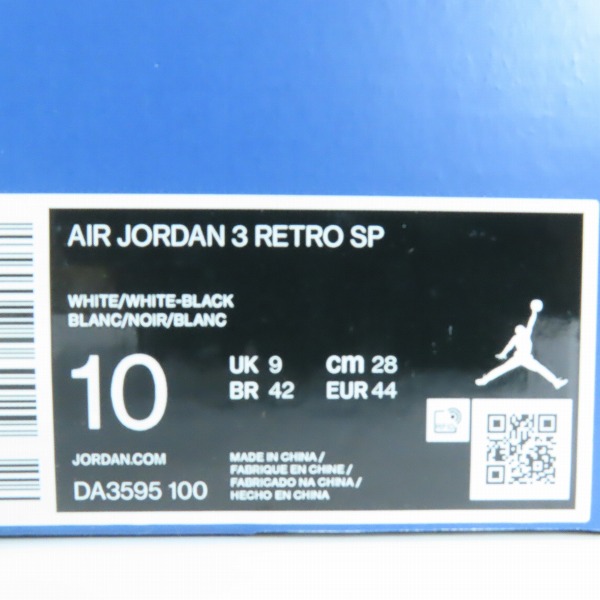 AIR JORDAN 3 RETRO SP
WHITE/WHITE-BLACK
BLANC/NOIR/BLANC
10
UK 9 cm 28
BR 42 EUR 44
JORDAN.COM
DA3595 100
MADE IN CHINA /
FABRIQUE EN CHINE /
FABRICADO NA CHINA /
HECHO EN CHINA